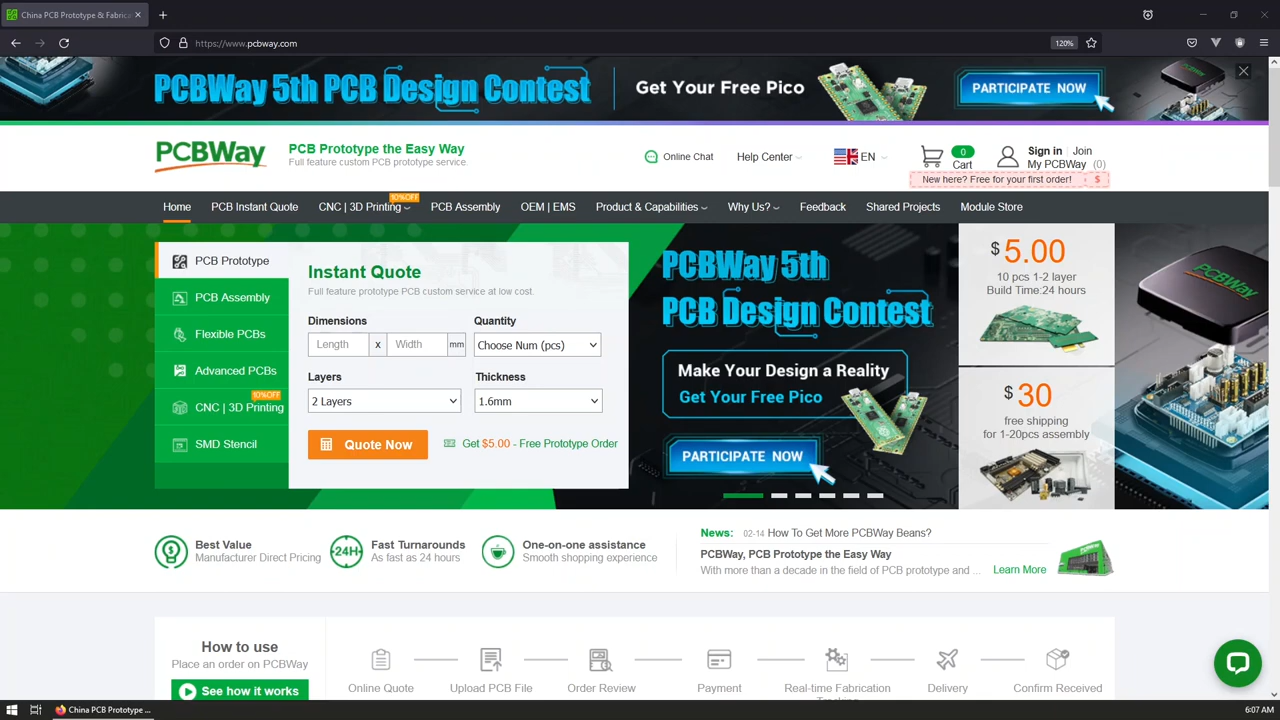 China PCB Prototype & Fabrica
https://www.pcbway.com
120%
PCBWay 5th PCB Design Contest
Get Your Free Pico
PARTICIPATE NOW
PCBWay
PCB Prototype the Easy Way
Full feature custom PCB prototype service
Online Chat
Help Center
EN
0
Cart
Sign in
Join
My PCBWay
(0)
New here? Free for your first order!
$
Home
PCB Instant Quote
CNC | 3D Printing
10%OFF
PCB Assembly
OEM | EMS
Product & Capabilities
Why Us?
Feedback
Shared Projects
Module Store
PCB Prototype
PCB Assembly
Flexible PCBs
Advanced PCBs
10%OFF
CNC | 3D Printing
SMD Stencil
Instant Quote
Full feature prototype PCB custom service at low cost.
Dimensions
Quantity
Length
x
Width
mm
Choose Num (pcs)
Layers
Thickness
2 Layers
1.6mm
Quote Now
Get $5.00 - Free Prototype Order
PCBWay 5th
PCB Design Contest
Make Your Design a Reality
Get Your Free Pico
PARTICIPATE NOW
$ 5.00
10 pcs 1-2 layer
Build Time:24 hours
$ 30
free shipping
for 1-20pcs assembly
PCBWAY
Best Value
Manufacturer Direct Pricing
24H
Fast Turnarounds
As fast as 24 hours
One-on-one assistance
Smooth shopping experience
News:
02-14 How To Get More PCBWay Beans?
PCBWay, PCB Prototype the Easy Way
With more than a decade in the field of PCB prototype and ...
Learn More
How to use
Place an order on PCBWay
See how it works
Online Quote
Upload PCB File
Order Review
Payment
Real-time Fabrication
Tracking
Delivery
Confirm Received
China PCB Prototype ...
6:07 AM